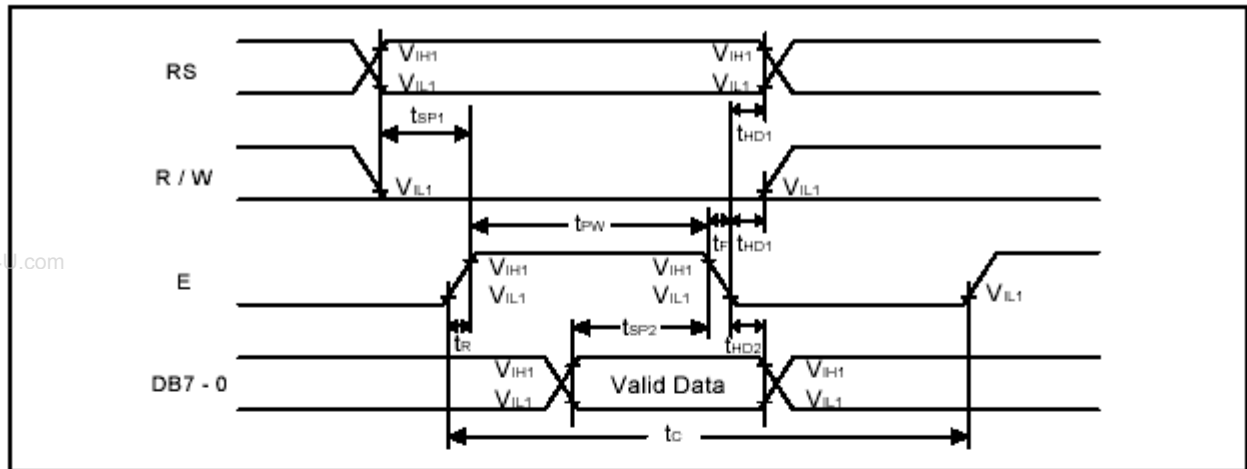 RS VIH1 VIH1
VIL1 VIL1
tSP1 tHD1
R / W VIL1 VIL1
tPW tF tHD1
U.com
E VIH1 VIH1
VIL1 VIL1 VIL1
tR tSP2 tHD2
DB7 - 0 VIH1 Valid Data VIH1
VIL1 VIL1
tC